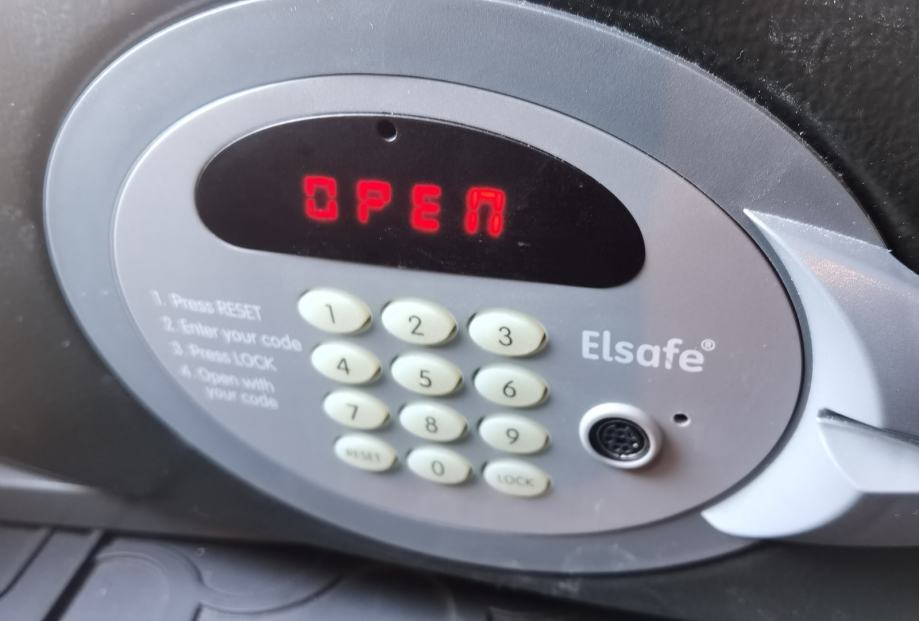 OPEN
1. Press RESET
2. Enter your code
3. Press LOCK
4. Open with
your code
1 2 3
4 5 6
7 8 9
RESET 0 LOCK
Elsafe®